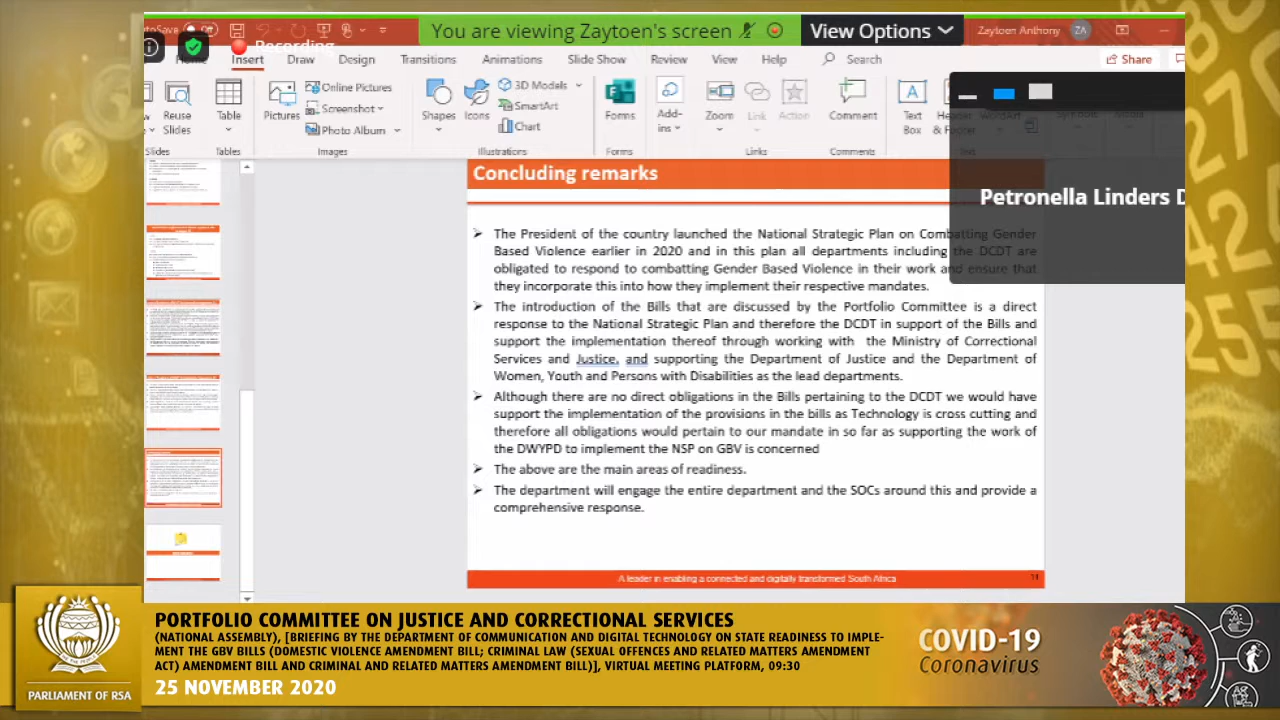 AutoSave
You are viewing Zaytoen's screen
View Options
Zaytoen Anthony
ZA
Recording
Home
Insert
Draw
Design
Transitions
Animations
Slide Show
Review
View
Help
Search
Share
Reuse
Slides
Slides
Table
Tables
Pictures
Online Pictures
Screenshot
Photo Album
Images
Shapes
Icons
3D Models
SmartArt
Chart
Illustrations
Forms
Forms
Add-
ins
Zoom
Link
Action
Links
Comment
Comments
Text
Box
Header
& Footer
WordArt
Text
Petronella Linders D
Concluding remarks
➢ The President of the country launched the National Strategic Plan on Combatting Gender
Based Violence earlier in 2020 and in this plan all departments including the DCDT are
obligated to assist in combatting Gender Based Violence in their work and ensure that
they incorporate this into how they implement their respective mandates.
➢ The introduction of the Bills that are discussed by the Portfolio Committee is a direct
response to the National Strategic Plan and therefore the DCDT in support of the Bills and
support the implementation thereof through working with the Ministry of Correctional
Services and Justice, and supporting the Department of Justice and the Department of
Women, Youth and Persons with Disabilities as the lead departments.
➢ Although there are no direct obligations in the Bills pertaining to the DCDT we would have
support the implementation of the provisions in the bills as Technology is cross cutting and
therefore all obligations would pertain to our mandate in so far as supporting the work of
the DWYPD to implement the NSP on GBV is concerned
➢ The above are the main areas of readiness.
➢ The department will engage the entire department and the SOCs around this and provide a
comprehensive response.
A leader in enabling a connected and digitally transformed South Africa
PARLIAMENT OF RSA
PORTFOLIO COMMITTEE ON JUSTICE AND CORRECTIONAL SERVICES
(NATIONAL ASSEMBLY), [BRIEFING BY THE DEPARTMENT OF COMMUNICATION AND DIGITAL TECHNOLOGY ON STATE READINESS TO IMPLE-
MENT THE GBV BILLS (DOMESTIC VIOLENCE AMENDMENT BILL; CRIMINAL LAW (SEXUAL OFFENCES AND RELATED MATTERS AMENDMENT
ACT) AMENDMENT BILL AND CRIMINAL AND RELATED MATTERS AMENDMENT BILL)], VIRTUAL MEETING PLATFORM, 09:30
25 NOVEMBER 2020
COVID-19
Coronavirus